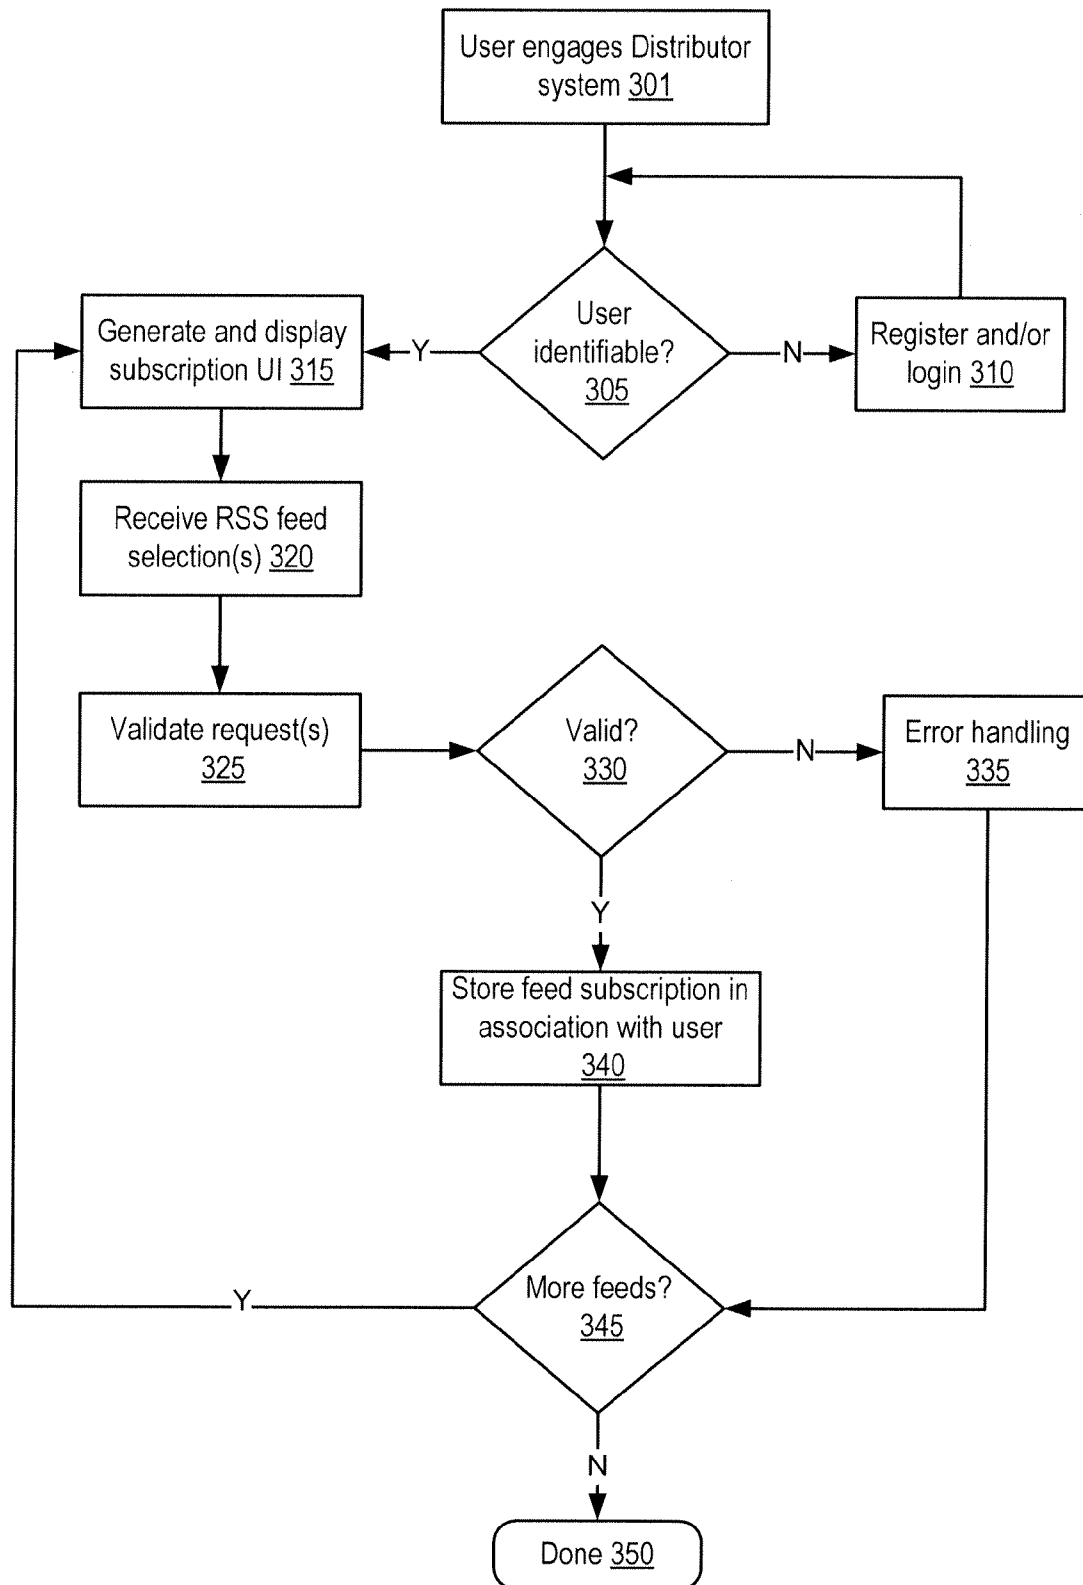 User engages Distributor
system 301
User
identifiable?
305
Y
N
Generate and display
subscription UI 315
Register and/or
login 310
Receive RSS feed
selection(s) 320
Validate request(s)
325
Valid?
330
N
Error handling
335
Y
Store feed subscription in
association with user
340
More feeds?
345
Y
N
Done 350